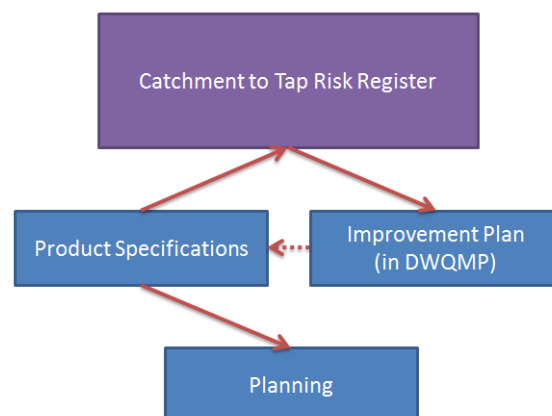 Catchment to Tap Risk Register
Product Specifications
Improvement Plan
(in DWQMP)
Planning